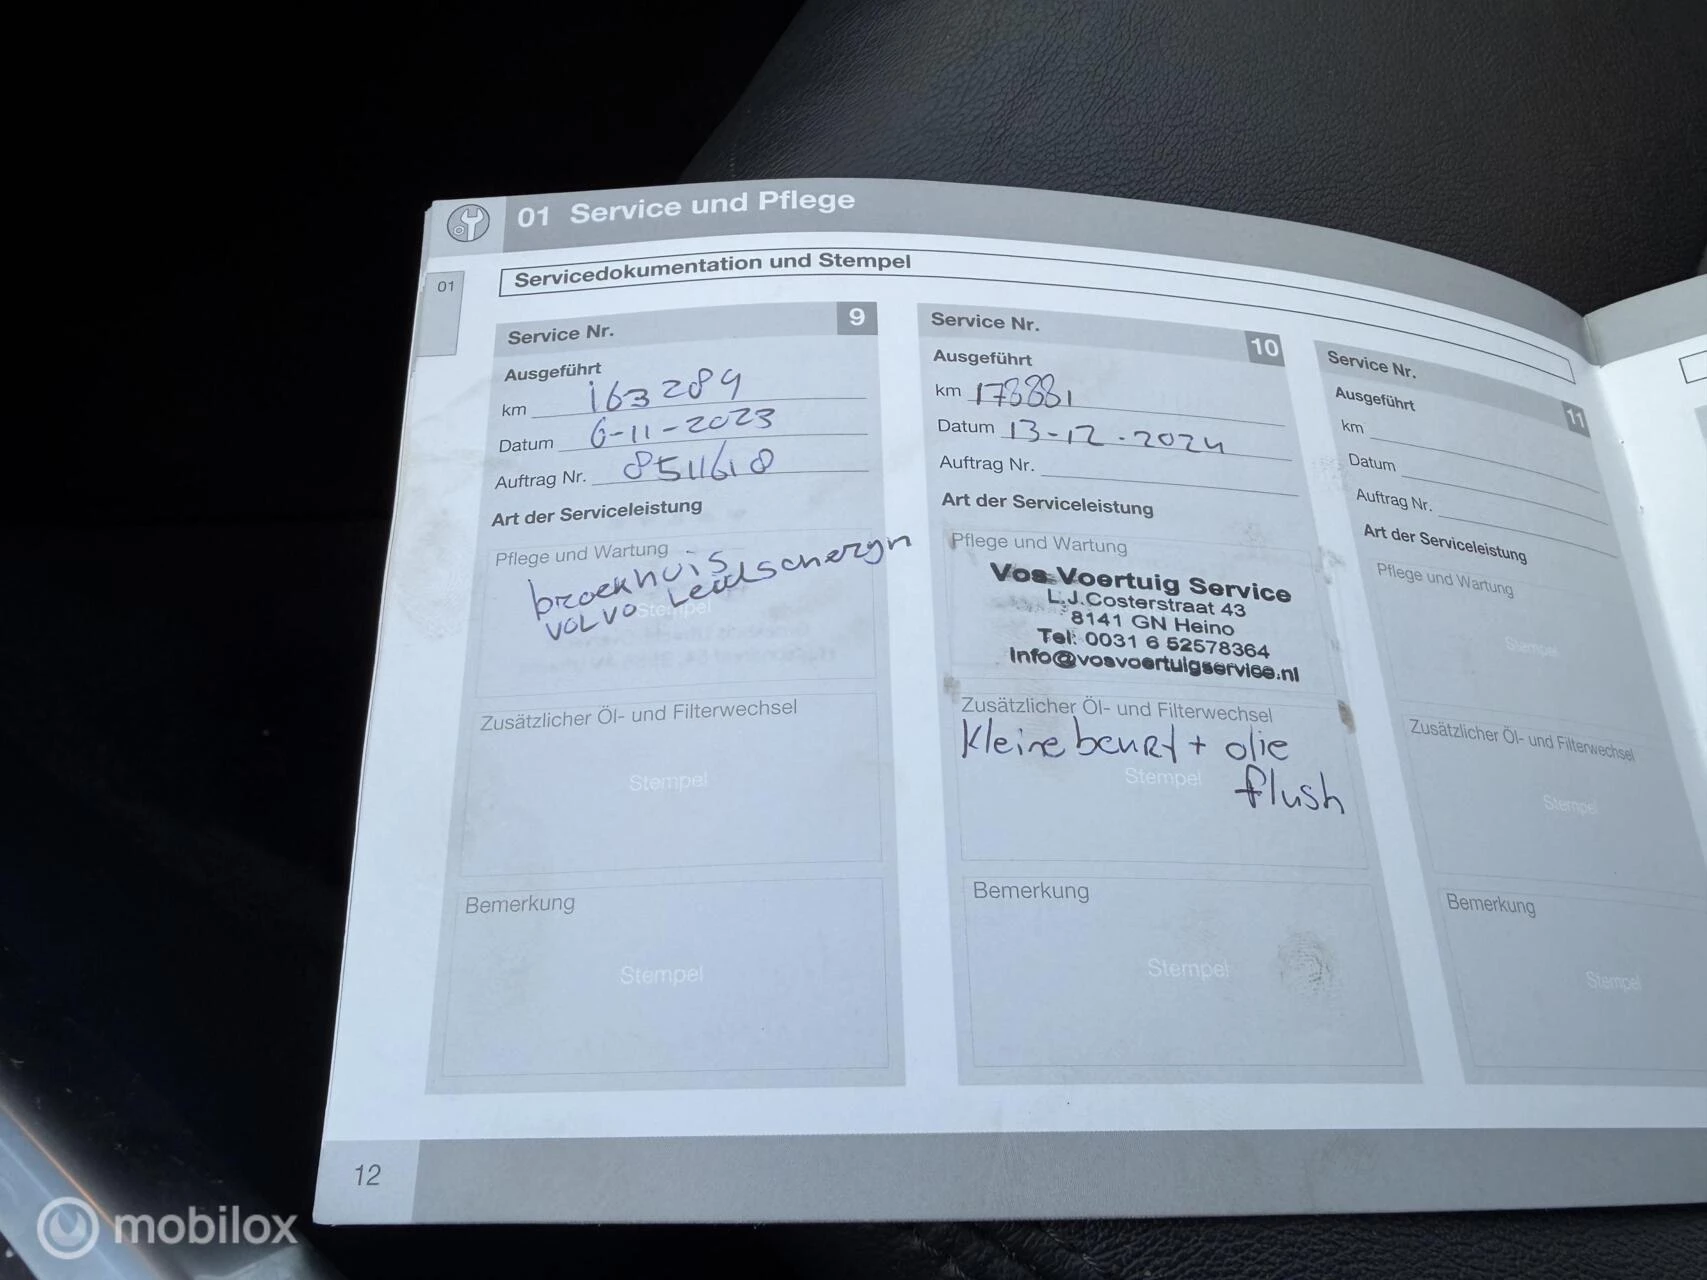 01 Service und Pflege
Servicedokumentation und Stempel
01
Service Nr. 9
Ausgeführt
km 163289
Datum 6-11-2023
Auftrag Nr. 8511618
Art der Serviceleistung
Pflege und Wartung
broekhuis
VOLVO Leidscherijn
Stempel
Zusätzlicher Öl- und Filterwechsel
Stempel
Bemerkung
Stempel
Service Nr. 10
Ausgeführt
km 178881
Datum 13-12-2024
Auftrag Nr.
Art der Serviceleistung
Pflege und Wartung
Vos Voertuig Service
L.J.Costerstraat 43
8141 GN Heino
Tel: 0031 6 52578364
Info@vosvoertuigservice.nl
Zusätzlicher Öl- und Filterwechsel
Kleine beurt + olie
flush
Stempel
Bemerkung
Stempel
Service Nr. 11
Ausgeführt
km
Datum
Auftrag Nr.
Art der Serviceleistung
Pflege und Wartung
Stempel
Zusätzlicher Öl- und Filterwechsel
Stempel
Bemerkung
Stempel
12
mobilox